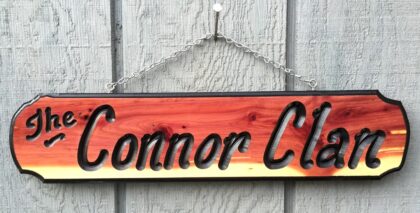 The Connor Clan